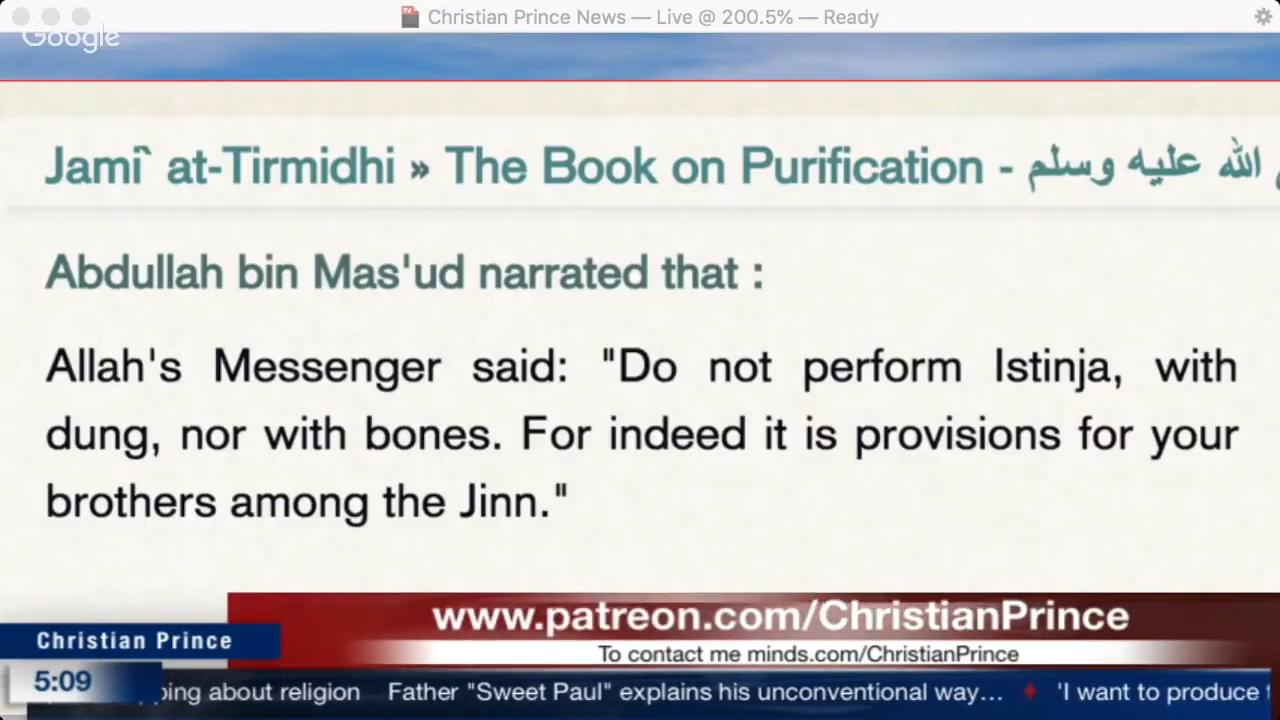 Christian Prince News — Live @ 200.5% — Ready
Google
Jami` at-Tirmidhi » The Book on Purification - الله عليه وسلم
Abdullah bin Mas'ud narrated that :
Allah's Messenger said: "Do not perform Istinja, with
dung, nor with bones. For indeed it is provisions for your
brothers among the Jinn."
www.patreon.com/ChristianPrince
To contact me minds.com/ChristianPrince
Christian Prince
5:09
ping about religion Father "Sweet Paul" explains his unconventional way... 'I want to produce